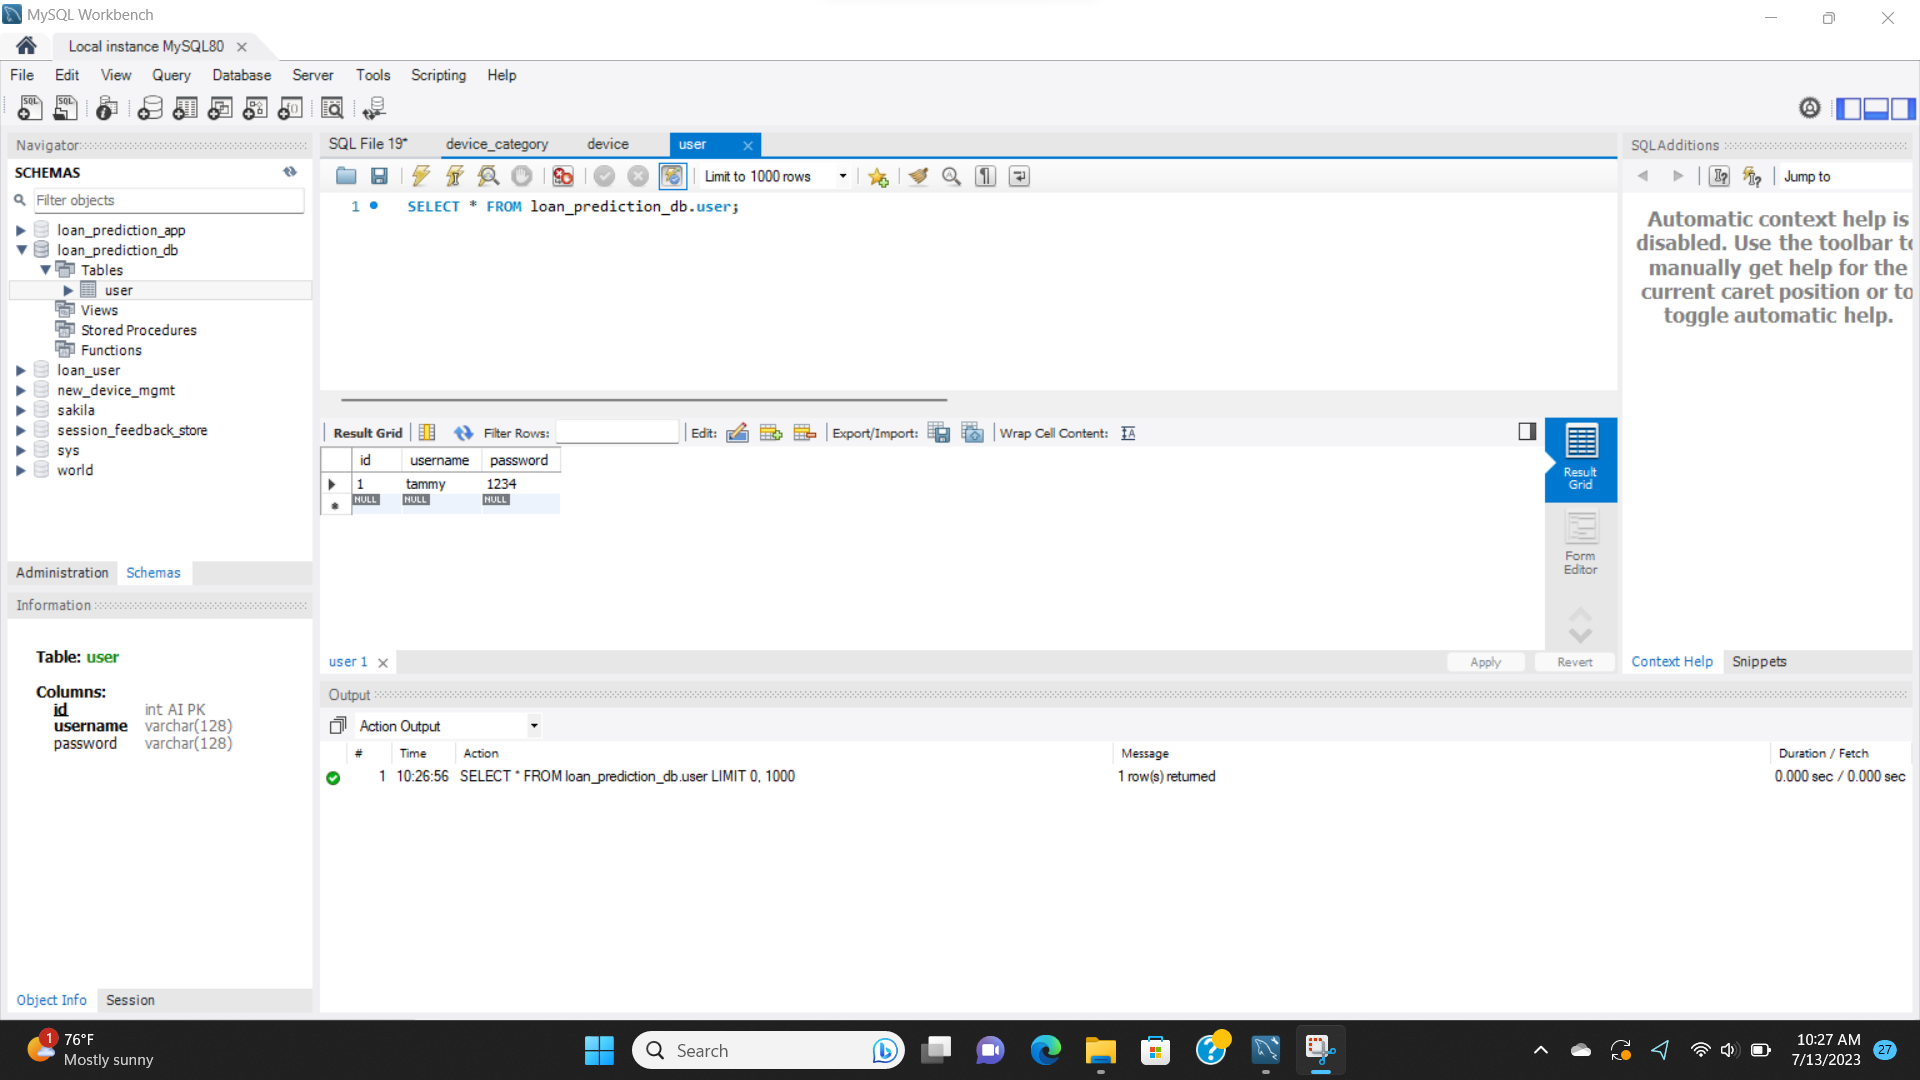 MySQL Workbench
Local instance MySQL80
File Edit View Query Database Server Tools Scripting Help
Navigator
SCHEMAS
Filter objects
loan_prediction_app
loan_prediction_db
Tables
user
Views
Stored Procedures
Functions
loan_user
new_device_mgmt
sakila
session_feedback_store
sys
world
Administration Schemas
Information
Table: user
Columns:
id int AI PK
username varchar(128)
password varchar(128)
Object Info Session
SQL File 19* device_category device user
Limit to 1000 rows
1 SELECT * FROM loan_prediction_db.user;
Result Grid Filter Rows: Edit: Export/Import: Wrap Cell Content:
id username password
1 tammy 1234
NULL NULL NULL
Result
Grid
Form
Editor
user 1 Apply Revert
Output
Action Output
# Time Action Message Duration / Fetch
1 10:26:56 SELECT * FROM loan_prediction_db.user LIMIT 0, 1000 1 row(s) returned 0.000 sec / 0.000 sec
SQLAdditions
Jump to
Automatic context help is
disabled. Use the toolbar to
manually get help for the
current caret position or to
toggle automatic help.
Context Help Snippets
1
76°F
Mostly sunny
Search
10:27 AM
7/13/2023
27